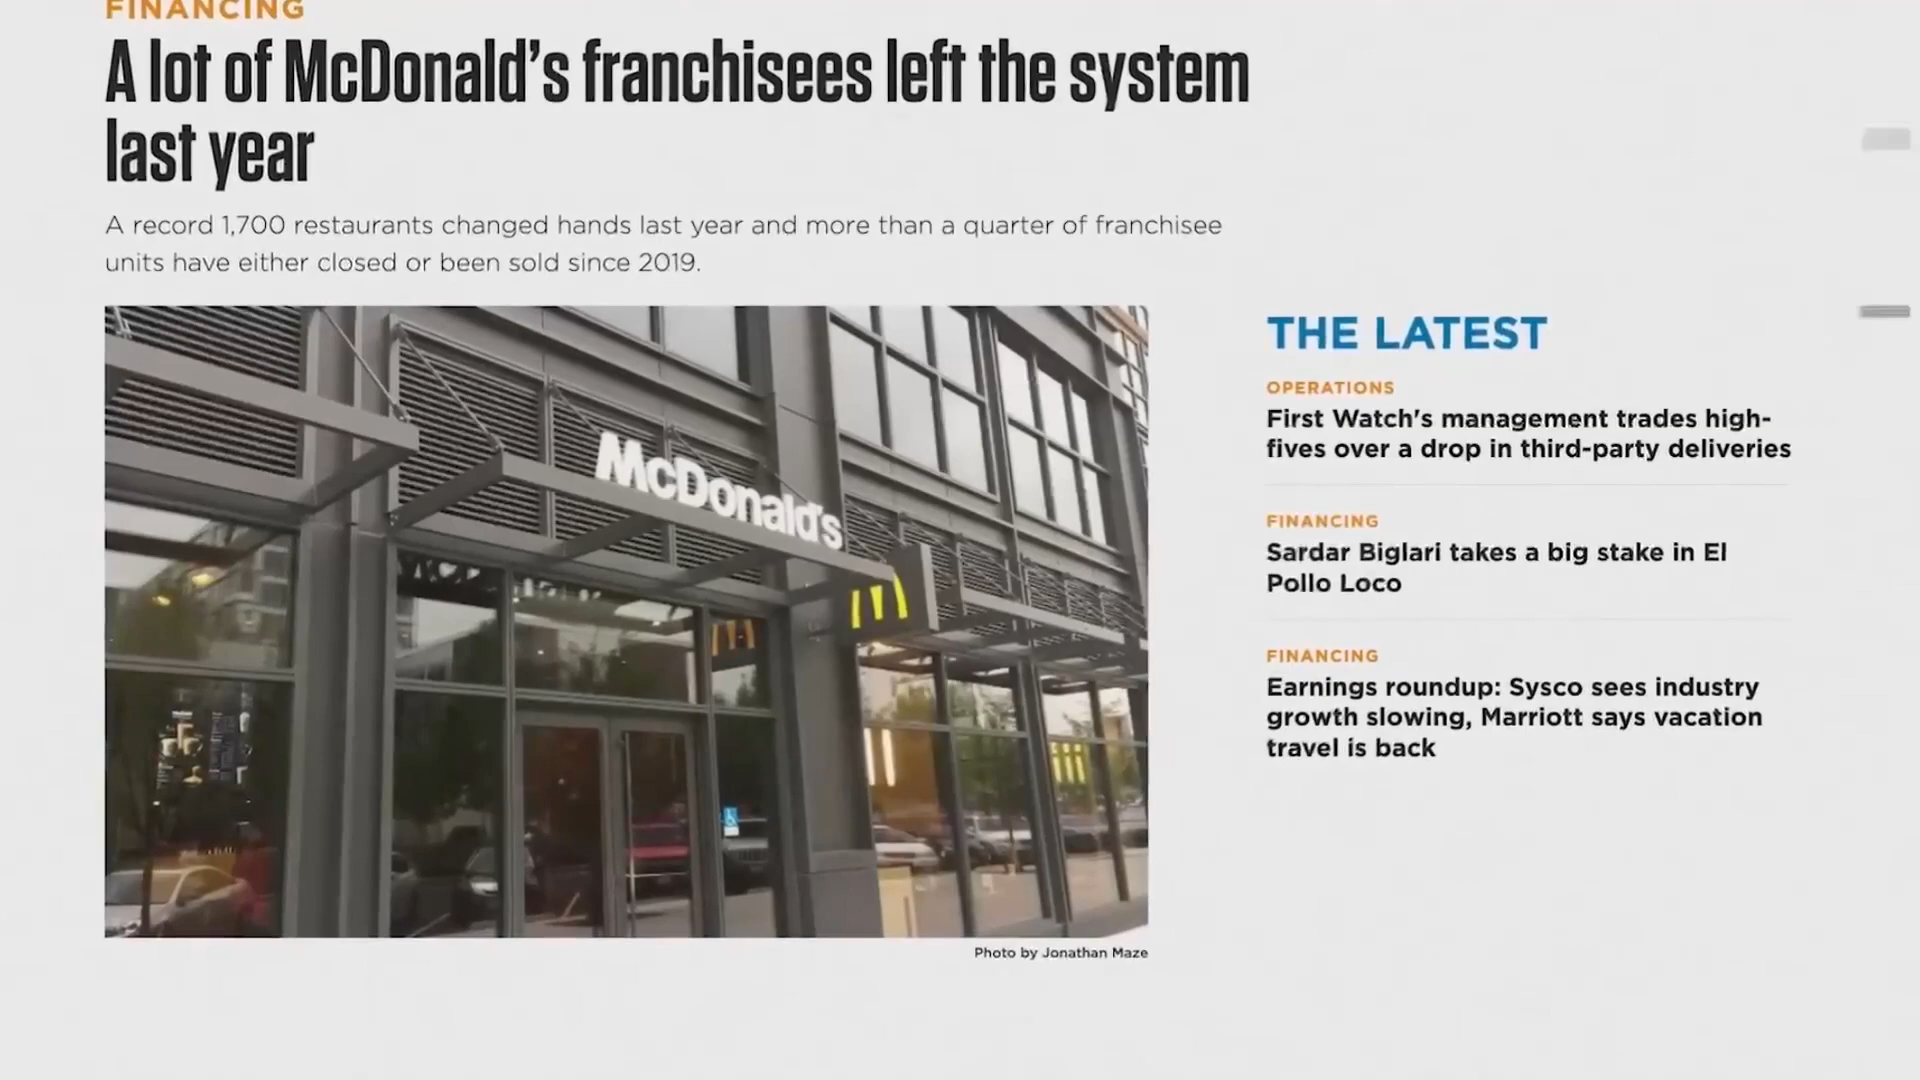 FINANCING
A lot of McDonald’s franchisees left the system
last year
A record 1,700 restaurants changed hands last year and more than a quarter of franchisee
units have either closed or been sold since 2019.
McDonald's
Photo by Jonathan Maze
THE LATEST
OPERATIONS
First Watch's management trades high-
fives over a drop in third-party deliveries
FINANCING
Sardar Biglari takes a big stake in El
Pollo Loco
FINANCING
Earnings roundup: Sysco sees industry
growth slowing, Marriott says vacation
travel is back